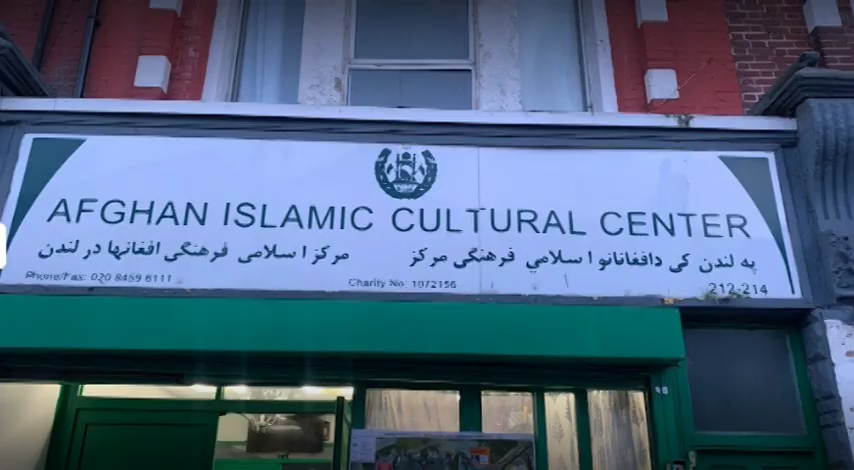 AFGHAN ISLAMIC CULTURAL CENTER
په لندن کی دافغانانو اسلامي فرهنگی مرکز
مرکز اسلامی فرهنگی افغانها در لندن
Phone/Fax: 020 8459 6111
Charity No 1072156
212-214